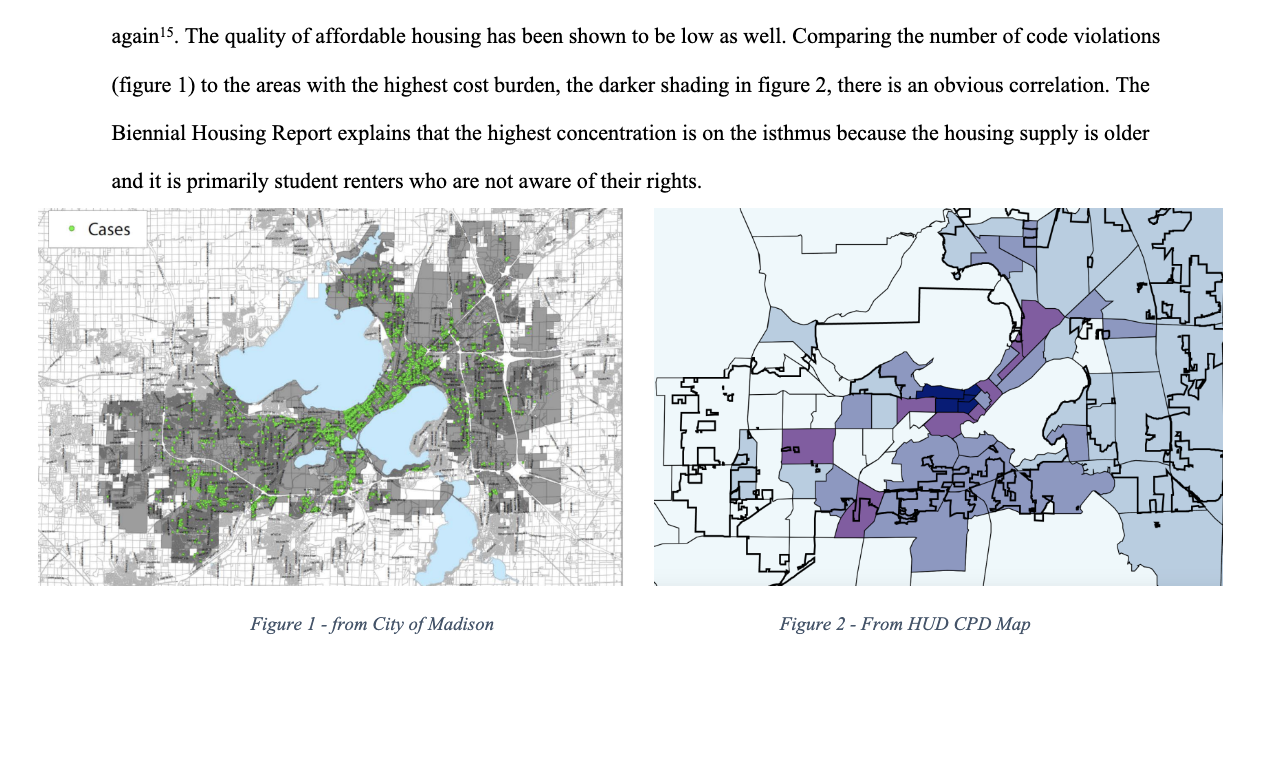 again¹⁵. The quality of affordable housing has been shown to be low as well. Comparing the number of code violations
(figure 1) to the areas with the highest cost burden, the darker shading in figure 2, there is an obvious correlation. The
Biennial Housing Report explains that the highest concentration is on the isthmus because the housing supply is older
and it is primarily student renters who are not aware of their rights.
Cases
Figure 1 - from City of Madison
Figure 2 - From HUD CPD Map